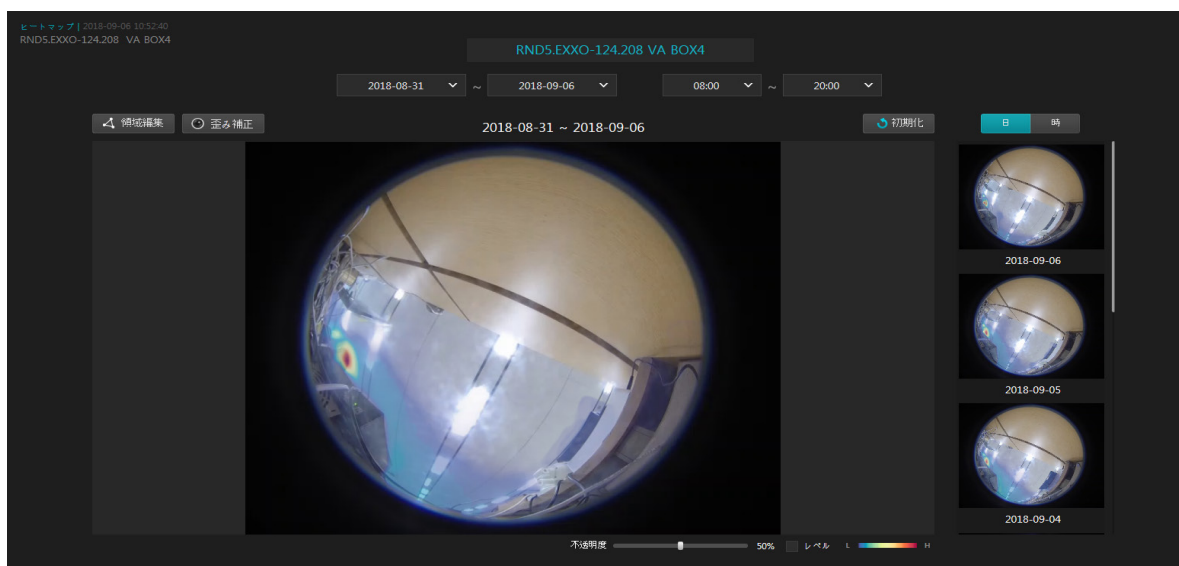 ヒートマップ | 2018-09-06 10:52:40
RND5.EXXO-124.208 VA BOX4
RND5.EXXO-124.208 VA BOX4
2018-08-31 ~ 2018-09-06 08:00 ~ 20:00
領域編集 歪み補正 2018-08-31 ~ 2018-09-06 初期化 日 時
2018-09-06
2018-09-05
2018-09-04
不透明度 50% レベル L H